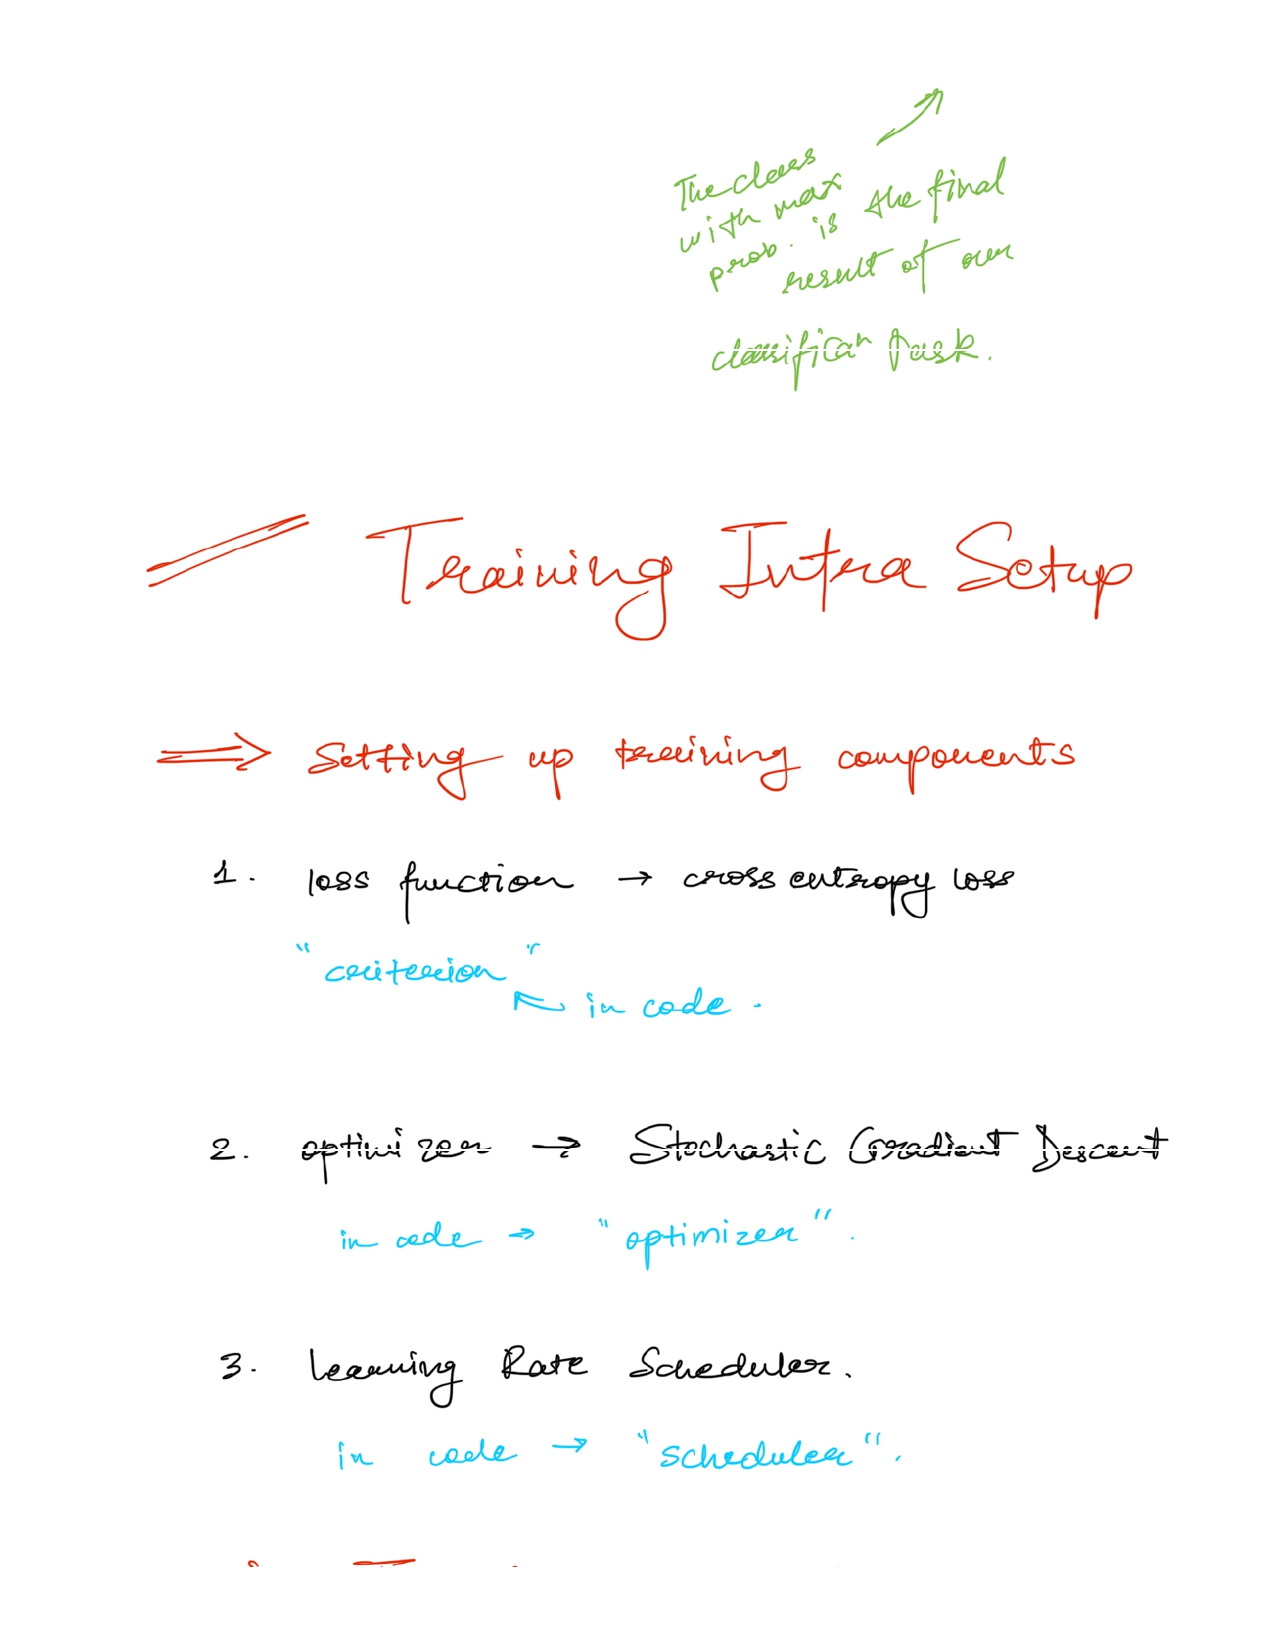 The class
with max
prob. is the final
result of our
classificaⁿ task.
Training Infra Setup
⇒ Setting up training components
1. loss function → cross entropy loss
"criterion"
↖ in code.
2. optimizer → Stochastic Gradient Descent
in code → "optimizer".
3. Learning Rate Scheduler.
in code → "scheduler".